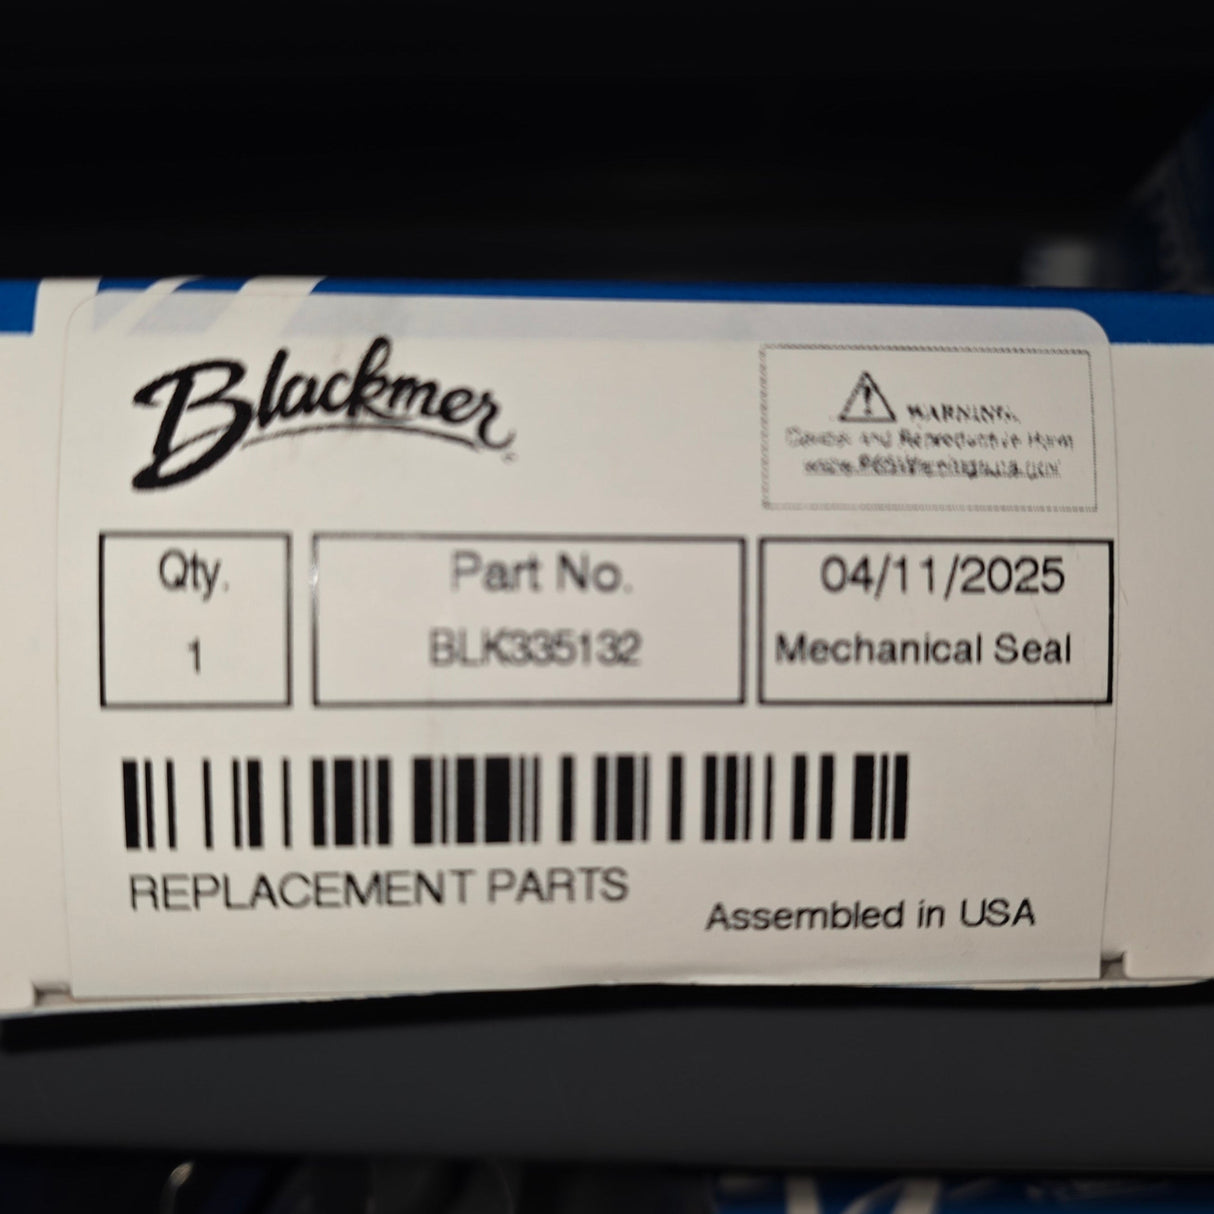 Blackmer
WARNING:
Cancer and Reproductive Harm
www.P65Warnings.ca.gov
Qty.
1
Part No.
BLK335132
04/11/2025
Mechanical Seal
REPLACEMENT PARTS
Assembled in USA